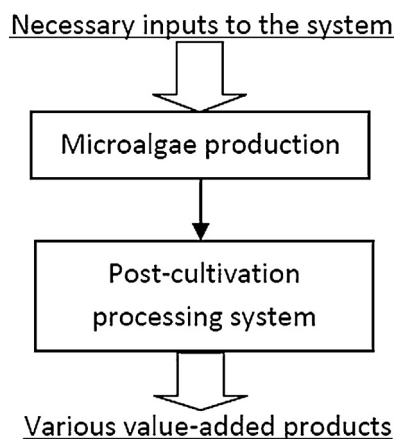 Necessary inputs to the system
Microalgae production
Post-cultivation
processing system
Various value-added products